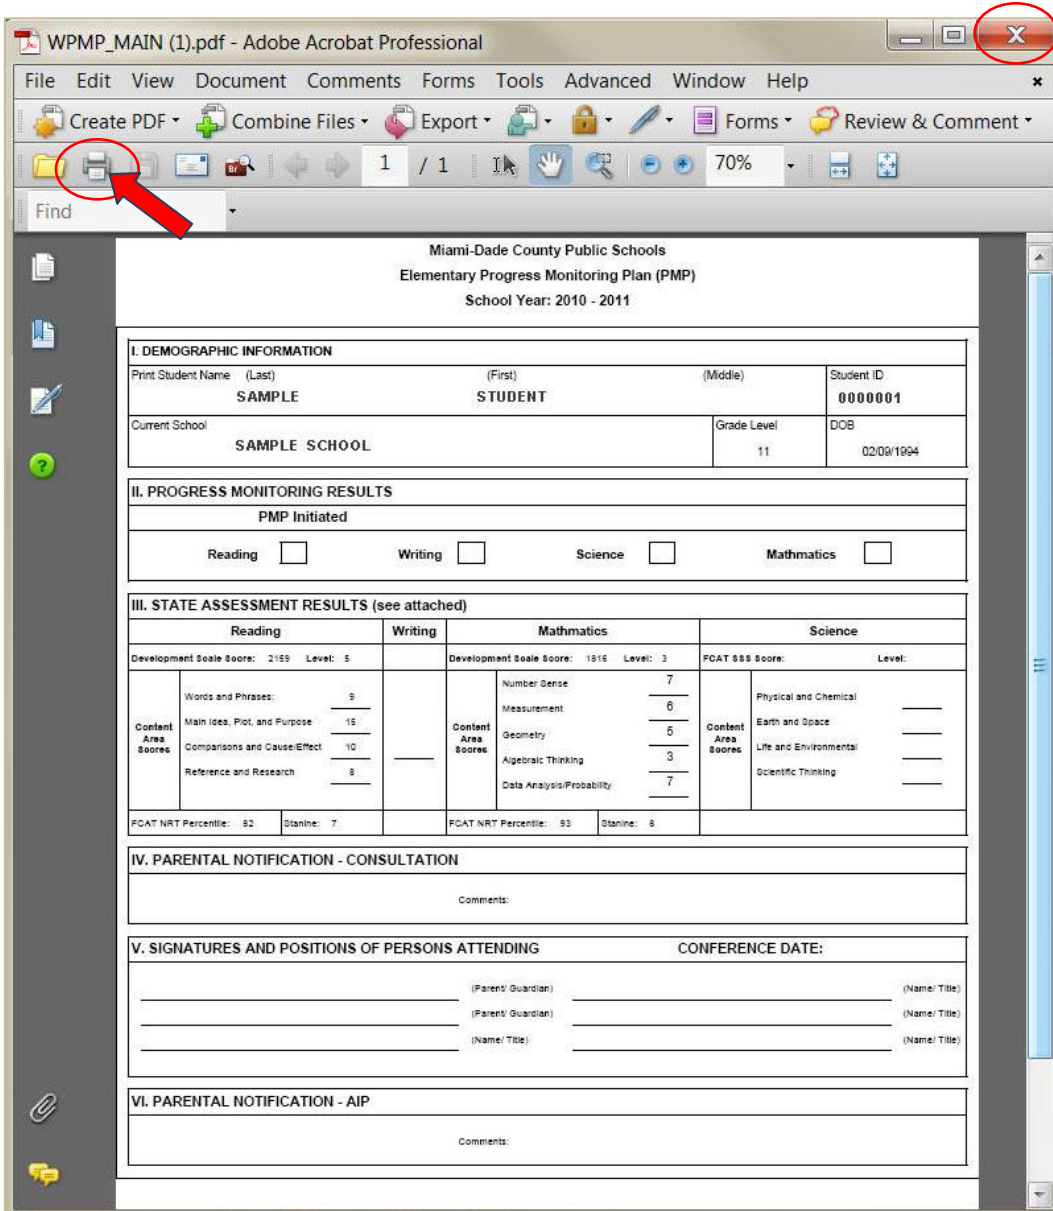 WPMP_MAIN (1).pdf - Adobe Acrobat Professional
File Edit View Document Comments Forms Tools Advanced Window Help
Create PDF Combine Files Export Forms Review & Comment
1 / 1 70%
Find
Miami-Dade County Public Schools
Elementary Progress Monitoring Plan (PMP)
School Year: 2010 - 2011
I. DEMOGRAPHIC INFORMATION
Print Student Name (Last) (First) (Middle) Student ID
SAMPLE STUDENT 0000001
Current School Grade Level DOB
SAMPLE SCHOOL 11 02/09/1994
II. PROGRESS MONITORING RESULTS
PMP Initiated
Reading Writing Science Mathmatics
III. STATE ASSESSMENT RESULTS (see attached)
Reading Writing Mathmatics Science
Development Scale Score: 2159 Level: 5 Development Scale Score: 1816 Level: 3 FCAT SSS Score: Level:
Content Area Scores
Words and Phrases: 9
Main Idea, Plot, and Purpose 15
Comparisons and Cause/Effect 10
Reference and Research 8
Content Area Scores
Number Sense 7
Measurement 6
Geometry 5
Algebraic Thinking 3
Data Analysis/Probability 7
Content Area Scores
Physical and Chemical
Earth and Space
Life and Environmental
Scientific Thinking
FCAT NRT Percentile: 82 Stanine: 7 FCAT NRT Percentile: 93 Stanine: 8
IV. PARENTAL NOTIFICATION - CONSULTATION
Comments:
V. SIGNATURES AND POSITIONS OF PERSONS ATTENDING CONFERENCE DATE:
(Parent/ Guardian) (Name/ Title)
(Parent/ Guardian) (Name/ Title)
(Name/ Title) (Name/ Title)
VI. PARENTAL NOTIFICATION - AIP
Comments: